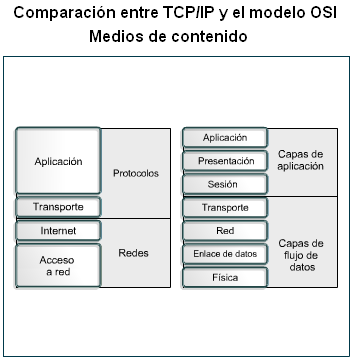 Comparación entre TCP/IP y el modelo OSI
Medios de contenido
Aplicación
Transporte
Internet
Acceso
a red
Protocolos
Redes
Aplicación
Presentación
Sesión
Transporte
Red
Enlace de datos
Física
Capas de
aplicación
Capas de
flujo de
datos